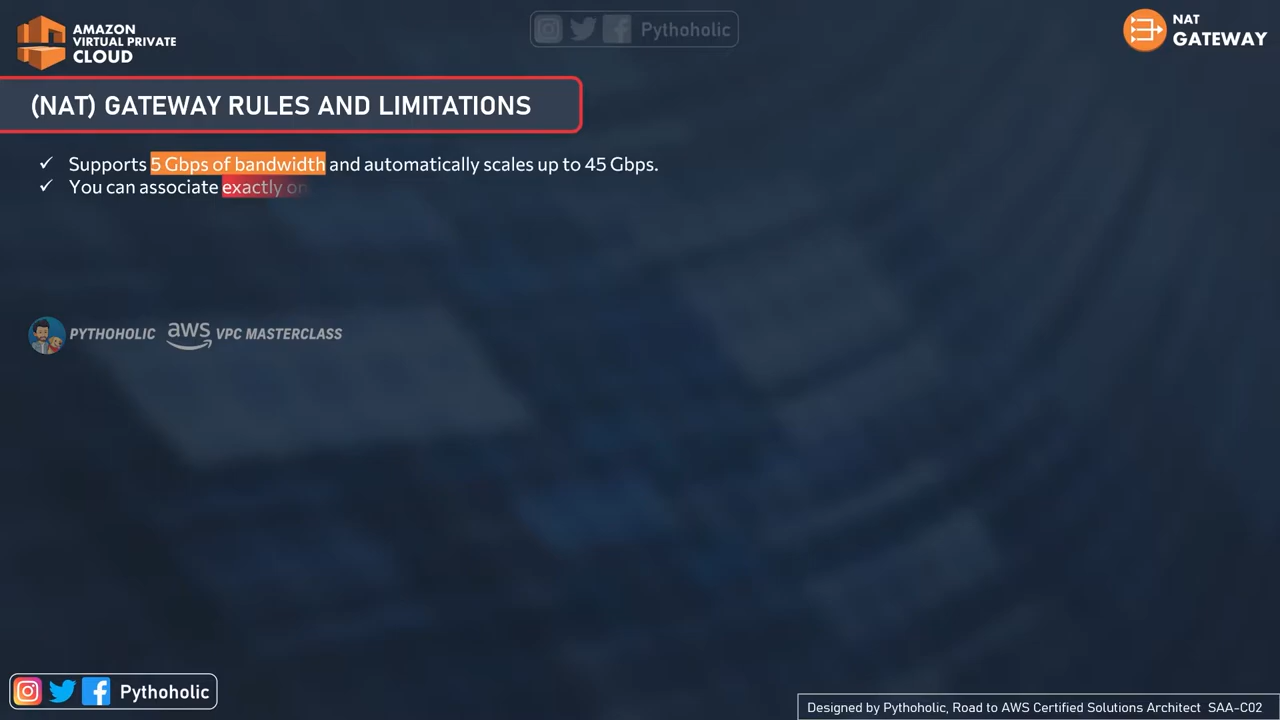 AMAZON
VIRTUAL PRIVATE
CLOUD
Pythoholic
NAT
GATEWAY
(NAT) GATEWAY RULES AND LIMITATIONS
✓ Supports 5 Gbps of bandwidth and automatically scales up to 45 Gbps.
✓ You can associate exactly on
PYTHOHOLIC aws VPC MASTERCLASS
Pythoholic
Designed by Pythoholic, Road to AWS Certified Solutions Architect SAA-C02